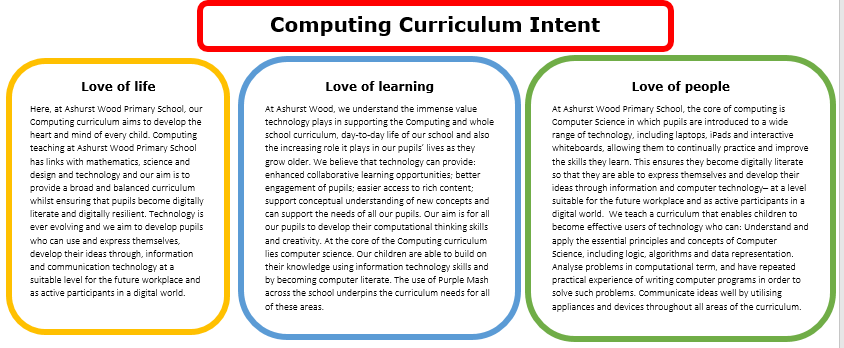 Computing Curriculum Intent
Love of life
Here, at Ashurst Wood Primary School, our
Computing curriculum aims to develop the
heart and mind of every child. Computing
teaching at Ashurst Wood Primary School
has links with mathematics, science and
design and technology and our aim is to
provide a broad and balanced curriculum
whilst ensuring that pupils become digitally
literate and digitally resilient. Technology is
ever evolving and we aim to develop pupils
who can use and express themselves,
develop their ideas through, information
and communication technology at a
suitable level for the future workplace and
as active participants in a digital world.
Love of learning
At Ashurst Wood, we understand the immense value
technology plays in supporting the Computing and whole
school curriculum, day-to-day life of our school and also
the increasing role it plays in our pupils' lives as they
grow older. We believe that technology can provide:
enhanced collaborative learning opportunities; better
engagement of pupils; easier access to rich content;
support conceptual understanding of new concepts and
can support the needs of all our pupils. Our aim is for all
our pupils to develop their computational thinking skills
and creativity. At the core of the Computing curriculum
lies computer science. Our children are able to build on
their knowledge using information technology skills and
by becoming computer literate. The use of Purple Mash
across the school underpins the curriculum needs for all
of these areas.
Love of people
At Ashurst Wood Primary School, the core of computing is
Computer Science in which pupils are introduced to a wide
range of technology, including laptops, iPads and interactive
whiteboards, allowing them to continually practice and improve
the skills they learn. This ensures they become digitally literate
so that they are able to express themselves and develop their
ideas through information and computer technology– at a level
suitable for the future workplace and as active participants in a
digital world. We teach a curriculum that enables children to
become effective users of technology who can: Understand and
apply the essential principles and concepts of Computer
Science, including logic, algorithms and data representation.
Analyse problems in computational term, and have repeated
practical experience of writing computer programs in order to
solve such problems. Communicate ideas well by utilising
appliances and devices throughout all areas of the curriculum.